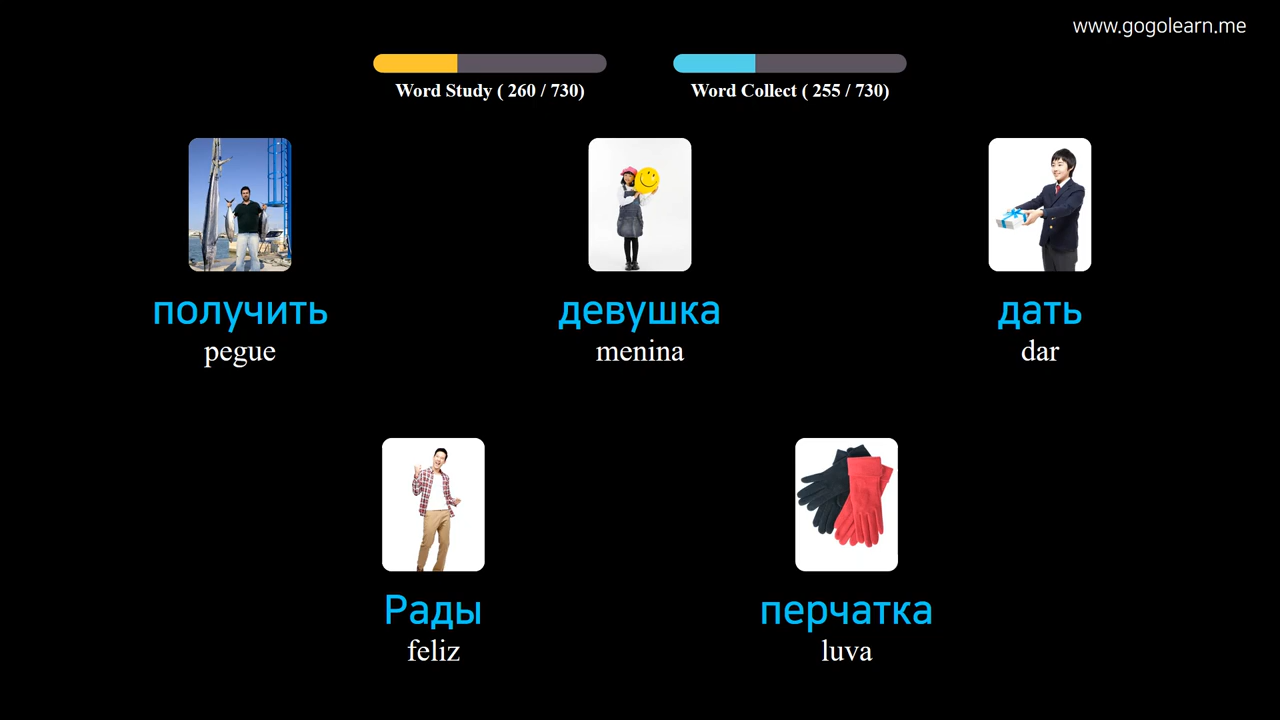 www.gogolearn.me
Word Study ( 260 / 730)
Word Collect ( 255 / 730)
получить
pegue
девушка
menina
дать
dar
Рады
feliz
перчатка
luva